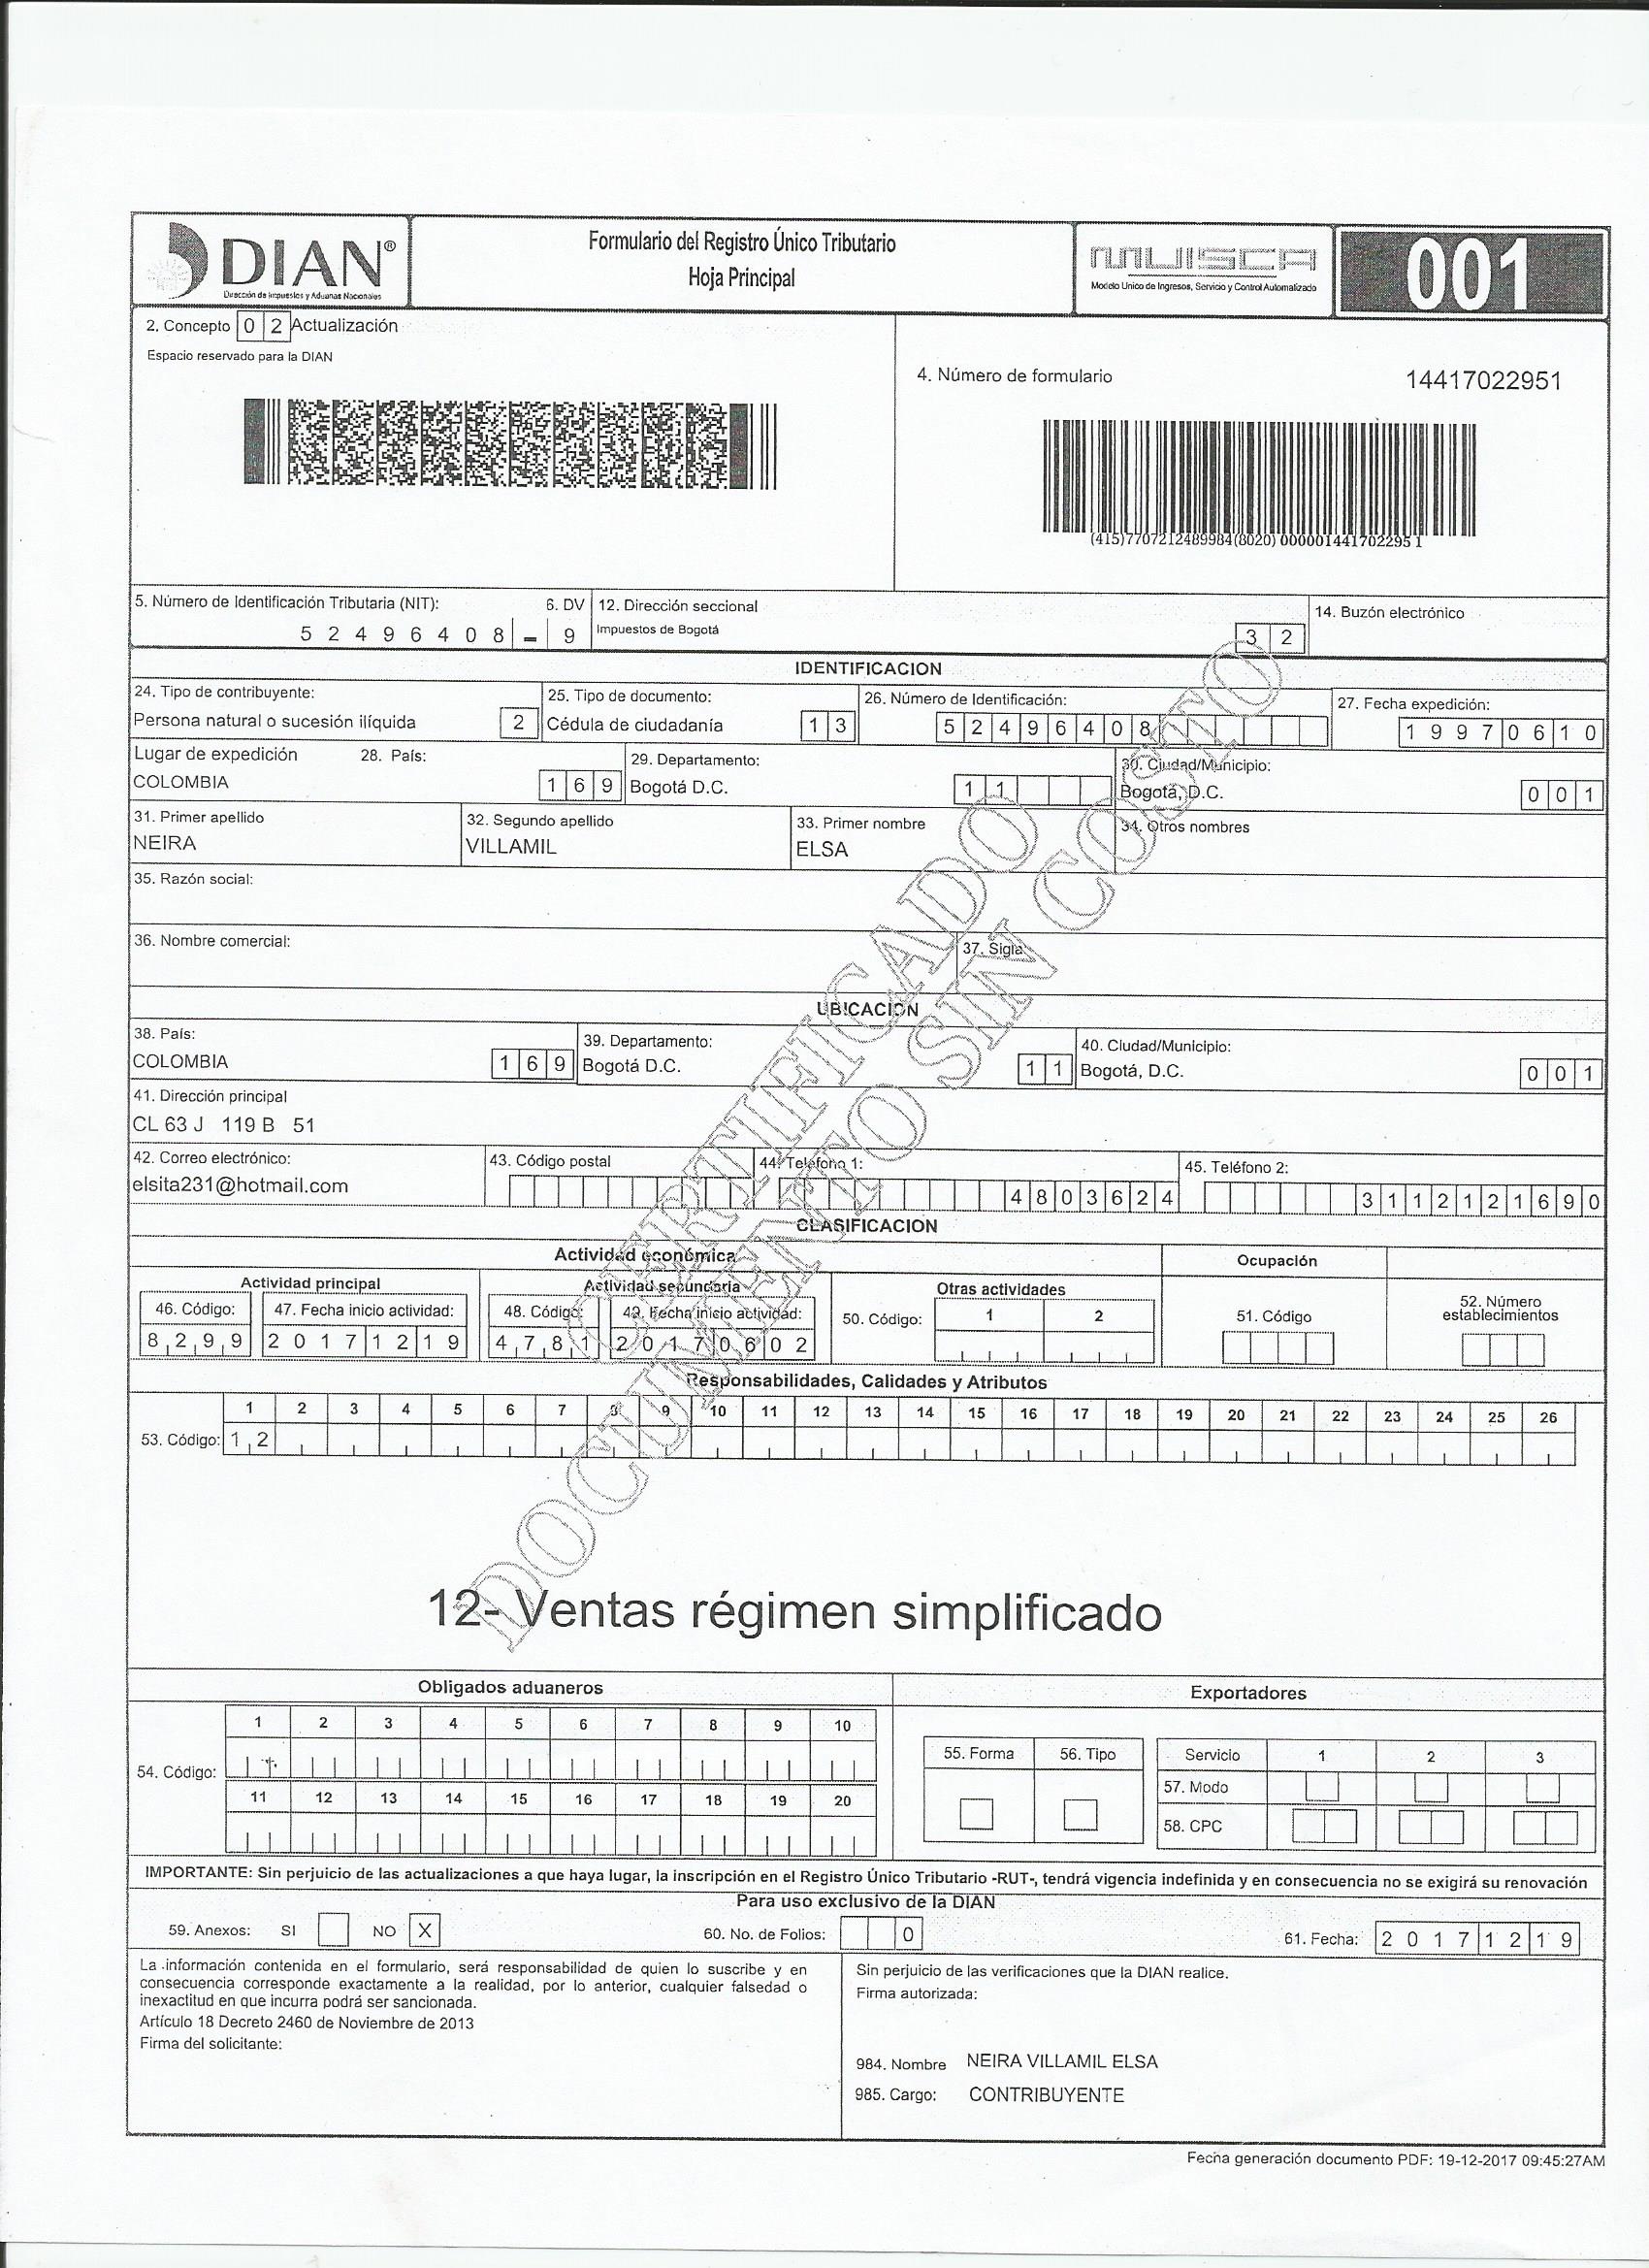 DIAN®
Dirección de Impuestos y Aduanas Nacionales
Formulario del Registro Único Tributario
Hoja Principal
MUISCA
Modelo Unico de Ingresos, Servicio y Control Automatizado
001
2. Concepto 0 2 Actualización
Espacio reservado para la DIAN
4. Número de formulario 14417022951
(415)7707212489984(8020) 000001441702295 1
5. Número de Identificación Tributaria (NIT): 6. DV 12. Dirección seccional 14. Buzón electrónico
5 2 4 9 6 4 0 8 - 9 Impuestos de Bogotá 3 2
IDENTIFICACION
24. Tipo de contribuyente: 25. Tipo de documento: 26. Número de Identificación: 27. Fecha expedición:
Persona natural o sucesión ilíquida 2 Cédula de ciudadanía 1 3 5 2 4 9 6 4 0 8 1 9 9 7 0 6 1 0
Lugar de expedición 28. País: 29. Departamento: 30. Ciudad/Municipio:
COLOMBIA 1 6 9 Bogotá D.C. 1 1 Bogotá, D.C. 0 0 1
31. Primer apellido 32. Segundo apellido 33. Primer nombre 34. Otros nombres
NEIRA VILLAMIL ELSA
35. Razón social:
36. Nombre comercial: 37. Sigla:
UBICACION
38. País: 39. Departamento: 40. Ciudad/Municipio:
COLOMBIA 1 6 9 Bogotá D.C. 1 1 Bogotá, D.C. 0 0 1
41. Dirección principal
CL 63 J 119 B 51
42. Correo electrónico: 43. Código postal 44. Teléfono 1: 45. Teléfono 2:
elsita231@hotmail.com 4 8 0 3 6 2 4 3 1 1 2 1 2 1 6 9 0
CLASIFICACION
Actividad económica Ocupación
Actividad principal Actividad secundaria Otras actividades
46. Código: 47. Fecha inicio actividad: 48. Código: 49. Fecha inicio actividad: 50. Código: 1 2 51. Código 52. Número establecimientos
8 2 9 9 2 0 1 7 1 2 1 9 4 7 8 1 2 0 1 7 0 6 0 2
Responsabilidades, Calidades y Atributos
1 2 3 4 5 6 7 8 9 10 11 12 13 14 15 16 17 18 19 20 21 22 23 24 25 26
53. Código: 1 2
CERTIFICADO
DOCUMENTO SIN COSTO
12- Ventas régimen simplificado
Obligados aduaneros Exportadores
1 2 3 4 5 6 7 8 9 10
54. Código:
11 12 13 14 15 16 17 18 19 20
55. Forma 56. Tipo Servicio 1 2 3
57. Modo
58. CPC
IMPORTANTE: Sin perjuicio de las actualizaciones a que haya lugar, la inscripción en el Registro Único Tributario -RUT-, tendrá vigencia indefinida y en consecuencia no se exigirá su renovación
Para uso exclusivo de la DIAN
59. Anexos: SI NO X 60. No. de Folios: 0 61. Fecha: 2 0 1 7 1 2 1 9
La información contenida en el formulario, será responsabilidad de quien lo suscribe y en
consecuencia corresponde exactamente a la realidad, por lo anterior, cualquier falsedad o
inexactitud en que incurra podrá ser sancionada.
Artículo 18 Decreto 2460 de Noviembre de 2013
Firma del solicitante:
Sin perjuicio de las verificaciones que la DIAN realice.
Firma autorizada:
984. Nombre NEIRA VILLAMIL ELSA
985. Cargo: CONTRIBUYENTE
Fecha generación documento PDF: 19-12-2017 09:45:27AM